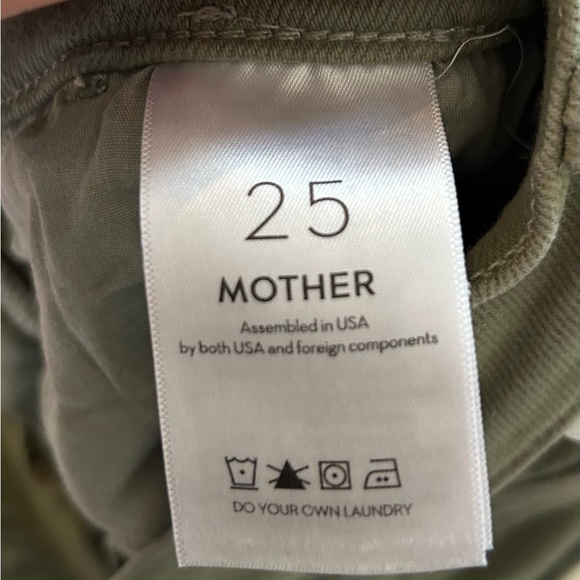 25
MOTHER
Assembled in USA
by both USA and foreign components
DO YOUR OWN LAUNDRY